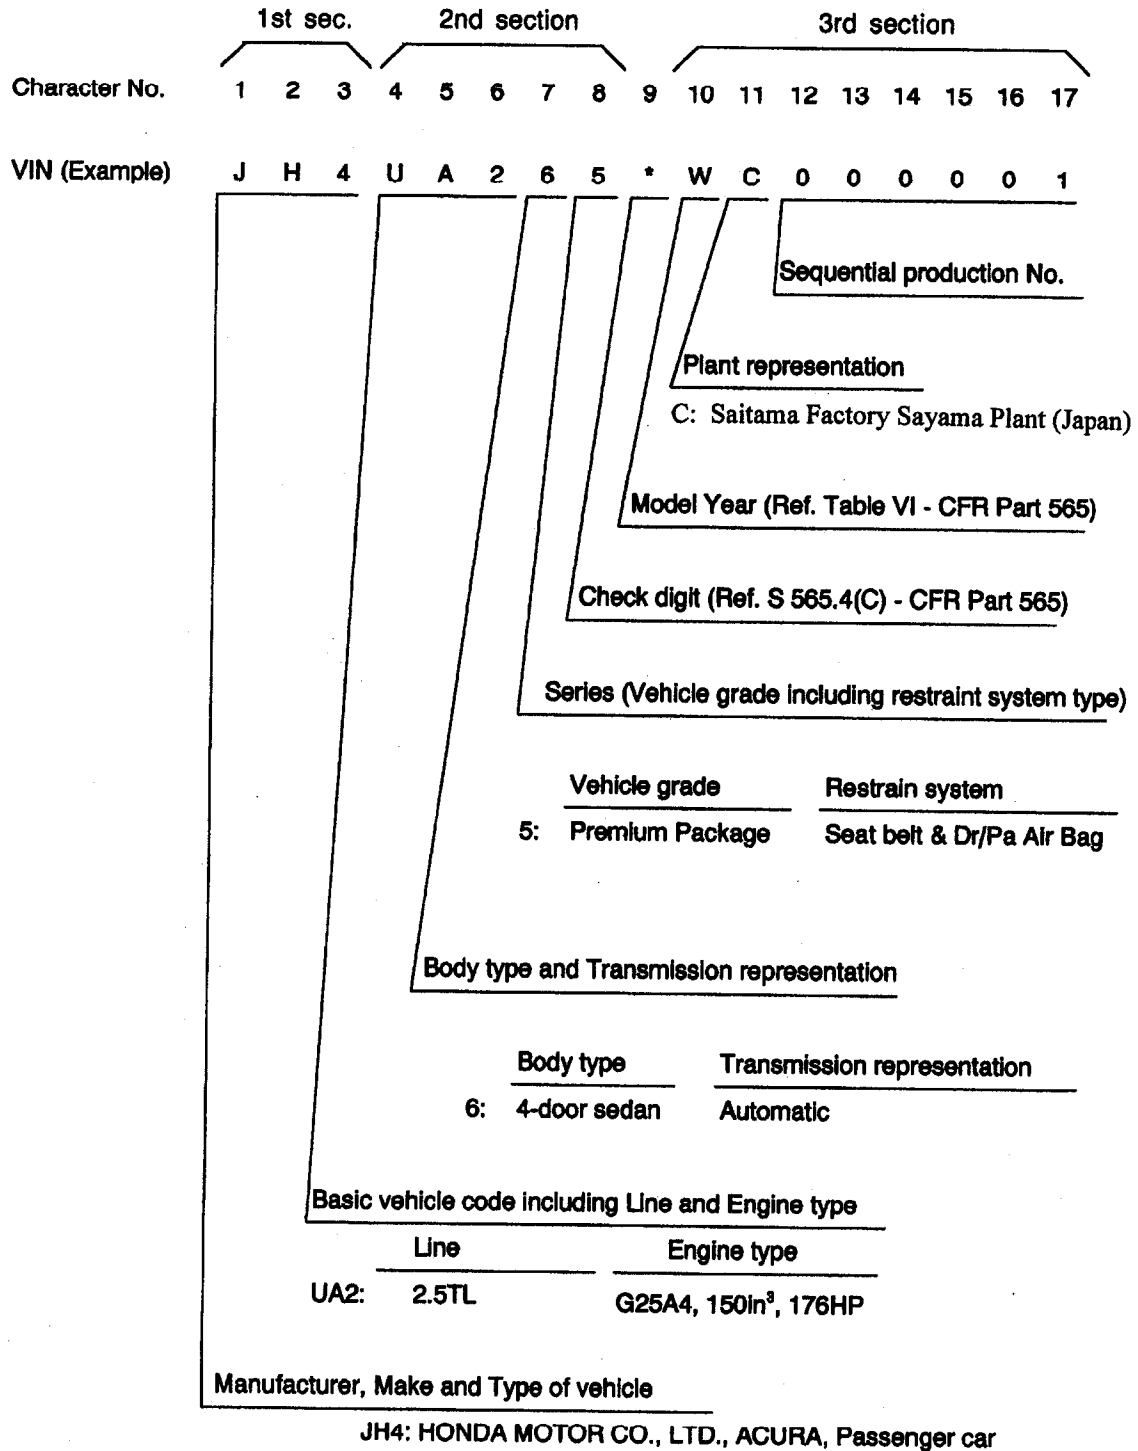 1st sec. 2nd section 3rd section
Character No. 1 2 3 4 5 6 7 8 9 10 11 12 13 14 15 16 17
VIN (Example) J H 4 U A 2 6 5 * W C 0 0 0 0 0 1
Sequential production No.
Plant representation
C: Saitama Factory Sayama Plant (Japan)
Model Year (Ref. Table VI - CFR Part 565)
Check digit (Ref. S 565.4(C) - CFR Part 565)
Series (Vehicle grade including restraint system type)
Vehicle grade Restrain system
5: Premium Package Seat belt & Dr/Pa Air Bag
Body type and Transmission representation
Body type Transmission representation
6: 4-door sedan Automatic
Basic vehicle code including Line and Engine type
Line Engine type
UA2: 2.5TL G25A4, 150in³, 176HP
Manufacturer, Make and Type of vehicle
JH4: HONDA MOTOR CO., LTD., ACURA, Passenger car